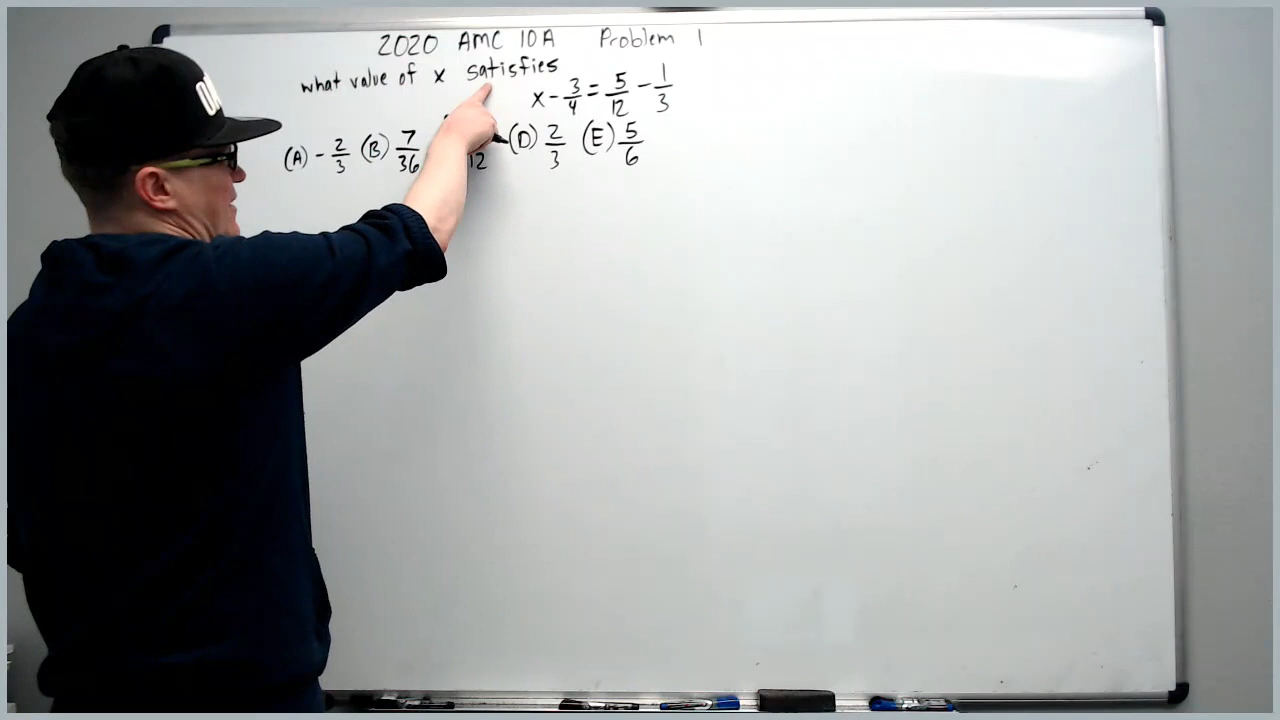 2020 AMC 10A Problem 1
what value of x satisfies
x - 3/4 = 5/12 - 1/3
(A) - 2/3 (B) 7/36 12 (D) 2/3 (E) 5/6